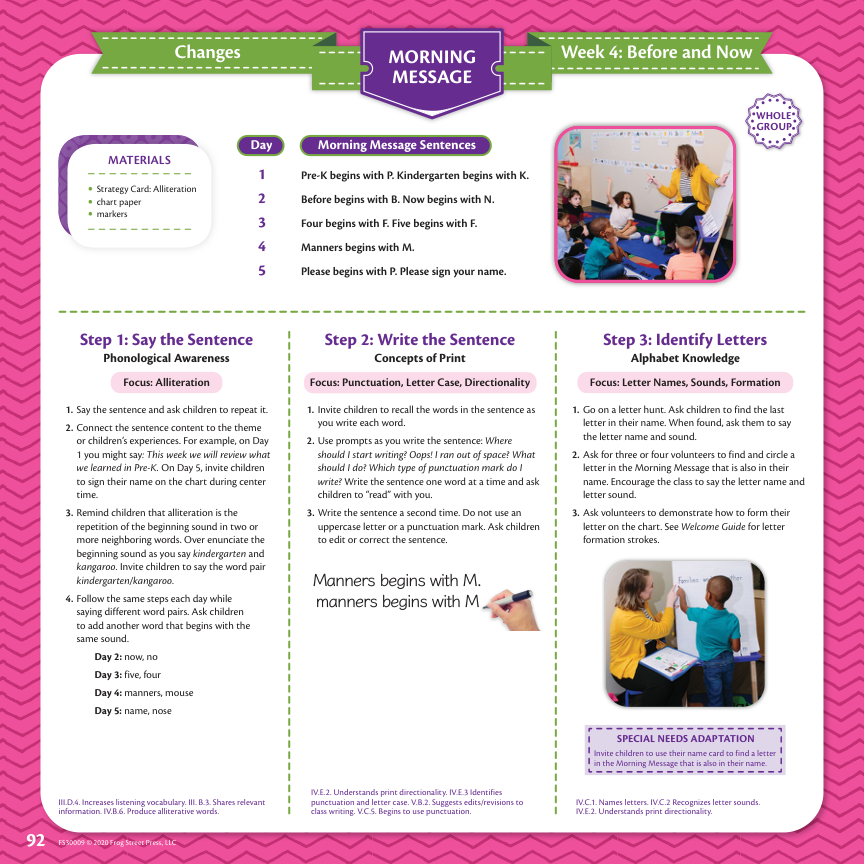 Changes
MORNING
MESSAGE
Week 4: Before and Now
WHOLE
GROUP
MATERIALS
• Strategy Card: Alliteration
• chart paper
• markers
Day
Morning Message Sentences
1 Pre-K begins with P. Kindergarten begins with K.
2 Before begins with B. Now begins with N.
3 Four begins with F. Five begins with F.
4 Manners begins with M.
5 Please begins with P. Please sign your name.
Step 1: Say the Sentence
Phonological Awareness
Focus: Alliteration
1. Say the sentence and ask children to repeat it.
2. Connect the sentence content to the theme
or children's experiences. For example, on Day
1 you might say: This week we will review what
we learned in Pre-K. On Day 5, invite children
to sign their name on the chart during center
time.
3. Remind children that alliteration is the
repetition of the beginning sound in two or
more neighboring words. Over enunciate the
beginning sound as you say kindergarten and
kangaroo. Invite children to say the word pair
kindergarten/kangaroo.
4. Follow the same steps each day while
saying different word pairs. Ask children
to add another word that begins with the
same sound.
Day 2: now, no
Day 3: five, four
Day 4: manners, mouse
Day 5: name, nose
III.D.4. Increases listening vocabulary. III. B.3. Shares relevant
information. IV.B.6. Produce alliterative words.
Step 2: Write the Sentence
Concepts of Print
Focus: Punctuation, Letter Case, Directionality
1. Invite children to recall the words in the sentence as
you write each word.
2. Use prompts as you write the sentence: Where
should I start writing? Oops! I ran out of space? What
should I do? Which type of punctuation mark do I
write? Write the sentence one word at a time and ask
children to “read” with you.
3. Write the sentence a second time. Do not use an
uppercase letter or a punctuation mark. Ask children
to edit or correct the sentence.
Manners begins with M.
manners begins with M
IV.E.2. Understands print directionality. IV.E.3 Identifies
punctuation and letter case. V.B.2. Suggests edits/revisions to
class writing. V.C.5. Begins to use punctuation.
Step 3: Identify Letters
Alphabet Knowledge
Focus: Letter Names, Sounds, Formation
1. Go on a letter hunt. Ask children to find the last
letter in their name. When found, ask them to say
the letter name and sound.
2. Ask for three or four volunteers to find and circle a
letter in the Morning Message that is also in their
name. Encourage the class to say the letter name and
letter sound.
3. Ask volunteers to demonstrate how to form their
letter on the chart. See Welcome Guide for letter
formation strokes.
Families
SPECIAL NEEDS ADAPTATION
Invite children to use their name card to find a letter
in the Morning Message that is also in their name.
IV.C.1. Names letters. IV.C.2 Recognizes letter sounds.
IV.E.2. Understands print directionality.
92 FS30009 © 2020 Frog Street Press, LLC